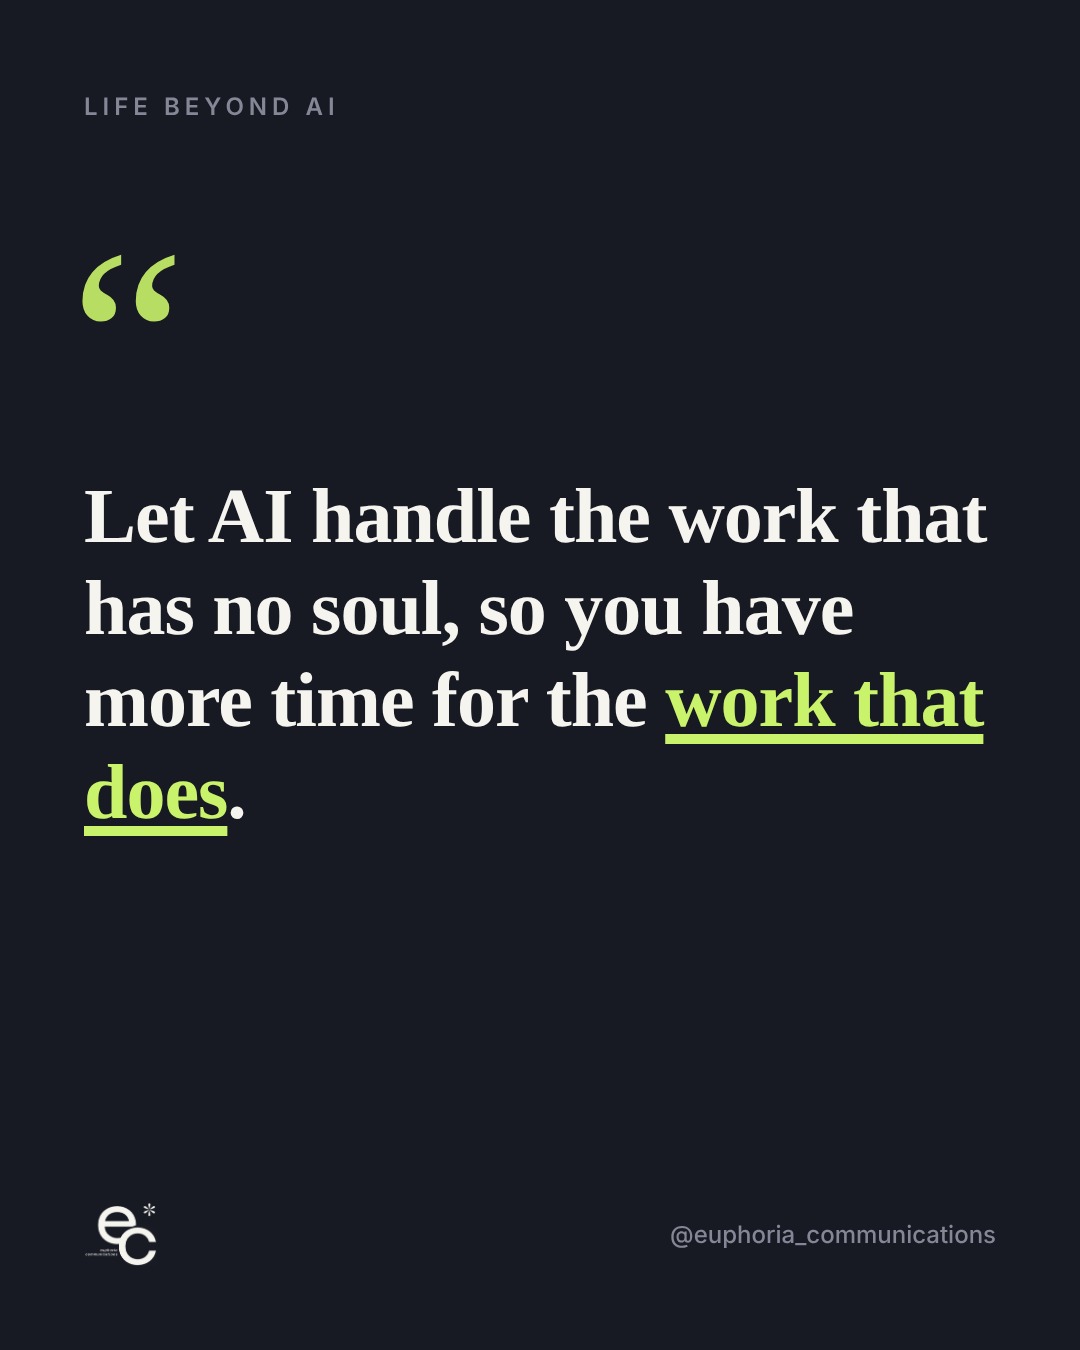 LIFE BEYOND AI
“
Let AI handle the work that
has no soul, so you have
more time for the work that
does.
ec*
@euphoria_communications